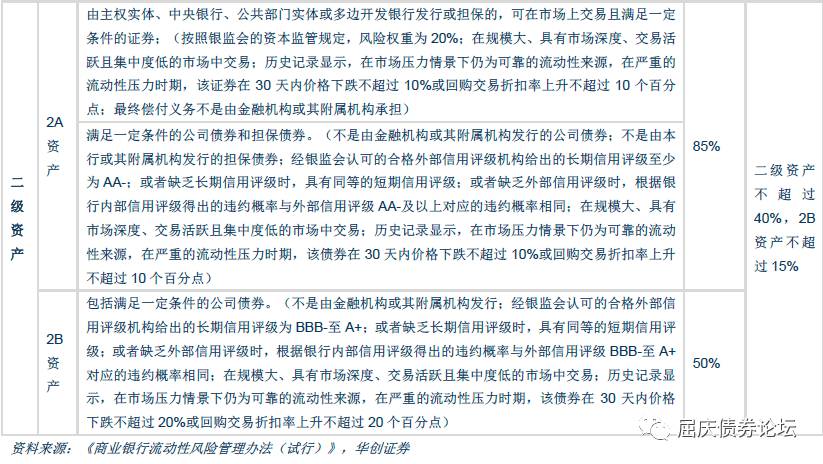 由主权实体、中央银行、公共部门实体或多边开发银行发行或担保的，可在市场上交易且满足一定
条件的证券；（按照银监会的资本监管规定，风险权重为 20%；在规模大、具有市场深度、交易活
跃且集中度低的市场中交易；历史记录显示，在市场压力情景下仍为可靠的流动性来源，在严重的
流动性压力时期，该证券在 30 天内价格下跌不超过 10%或回购交易折扣率上升不超过 10 个百分
点；最终偿付义务不是由金融机构或其附属机构承担）
2A
资
产
满足一定条件的公司债券和担保债券。（不是由金融机构或其附属机构发行的公司债券；不是由本
行或其附属机构发行的担保债券；经银监会认可的合格外部信用评级机构给出的长期信用评级至少
为 AA-；或者缺乏长期信用评级时，具有同等的短期信用评级；或者缺乏外部信用评级时，根据银
行内部信用评级得出的违约概率与外部信用评级 AA-及以上对应的违约概率相同；在规模大、具有
市场深度、交易活跃且集中度低的市场中交易；历史记录显示，在市场压力情景下仍为可靠的流动
性来源，在严重的流动性压力时期，该债券在 30 天内价格下跌不超过 10%或回购交易折扣率上升
不超过 10 个百分点）
85%
二
级
资
产
二级资产
不超过
40%，2B
资产不超
过 15%
2B
资
产
包括满足一定条件的公司债券。（不是由金融机构或其附属机构发行；经银监会认可的合格外部信
用评级机构给出的长期信用评级为 BBB-至 A+；或者缺乏长期信用评级时，具有同等的短期信用评
级；或者缺乏外部信用评级时，根据银行内部信用评级得出的违约概率与外部信用评级 BBB-至 A+
对应的违约概率相同；在规模大、具有市场深度、交易活跃且集中度低的市场中交易；历史记录显
示，在市场压力情景下仍为可靠的流动性来源，在严重的流动性压力时期，该债券在 30 天内价格
下跌不超过 20%或回购交易折扣率上升不超过 20 个百分点）
50%
屈庆债券论坛
资料来源：《商业银行流动性风险管理办法（试行）》，华创证券